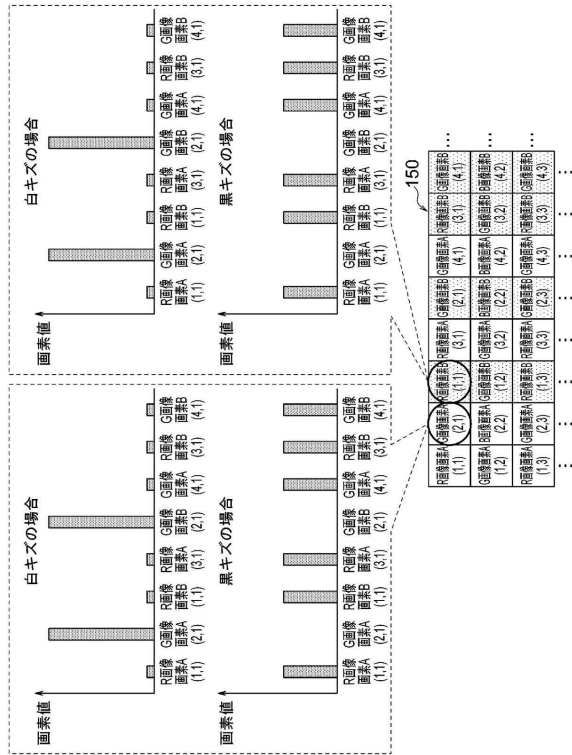 画素値
白キズの場合
R画像 G画像 R画像 R画像 G画像 G画像 R画像 G画像
画素A 画素A 画素B 画素A 画素B 画素A 画素B 画素B
(1,1) (2,1) (1,1) (3,1) (2,1) (4,1) (3,1) (4,1)
画素値
黒キズの場合
R画像 G画像 R画像 R画像 G画像 G画像 R画像 G画像
画素A 画素A 画素B 画素A 画素B 画素A 画素B 画素B
(1,1) (2,1) (1,1) (3,1) (2,1) (4,1) (3,1) (4,1)
画素値
白キズの場合
R画像 G画像 R画像 R画像 G画像 G画像 R画像 G画像
画素A 画素A 画素B 画素A 画素B 画素A 画素B 画素B
(1,1) (2,1) (1,1) (3,1) (2,1) (4,1) (3,1) (4,1)
画素値
黒キズの場合
R画像 G画像 R画像 R画像 G画像 G画像 R画像 G画像
画素A 画素A 画素B 画素A 画素B 画素A 画素B 画素B
(1,1) (2,1) (1,1) (3,1) (2,1) (4,1) (3,1) (4,1)
150
R画像画素A G画像画素A R画像画素B R画像画素A G画像画素B G画像画素A R画像画素B G画像画素B …
(1,1) (2,1) (1,1) (3,1) (2,1) (4,1) (3,1) (4,1)
G画像画素A B画像画素A G画像画素B G画像画素A B画像画素B B画像画素A G画像画素B B画像画素B …
(1,2) (2,2) (1,2) (3,2) (2,2) (4,2) (3,2) (4,2)
R画像画素A G画像画素A R画像画素B R画像画素A G画像画素B G画像画素A R画像画素B G画像画素B …
(1,3) (2,3) (1,3) (3,3) (2,3) (4,3) (3,3) (4,3)